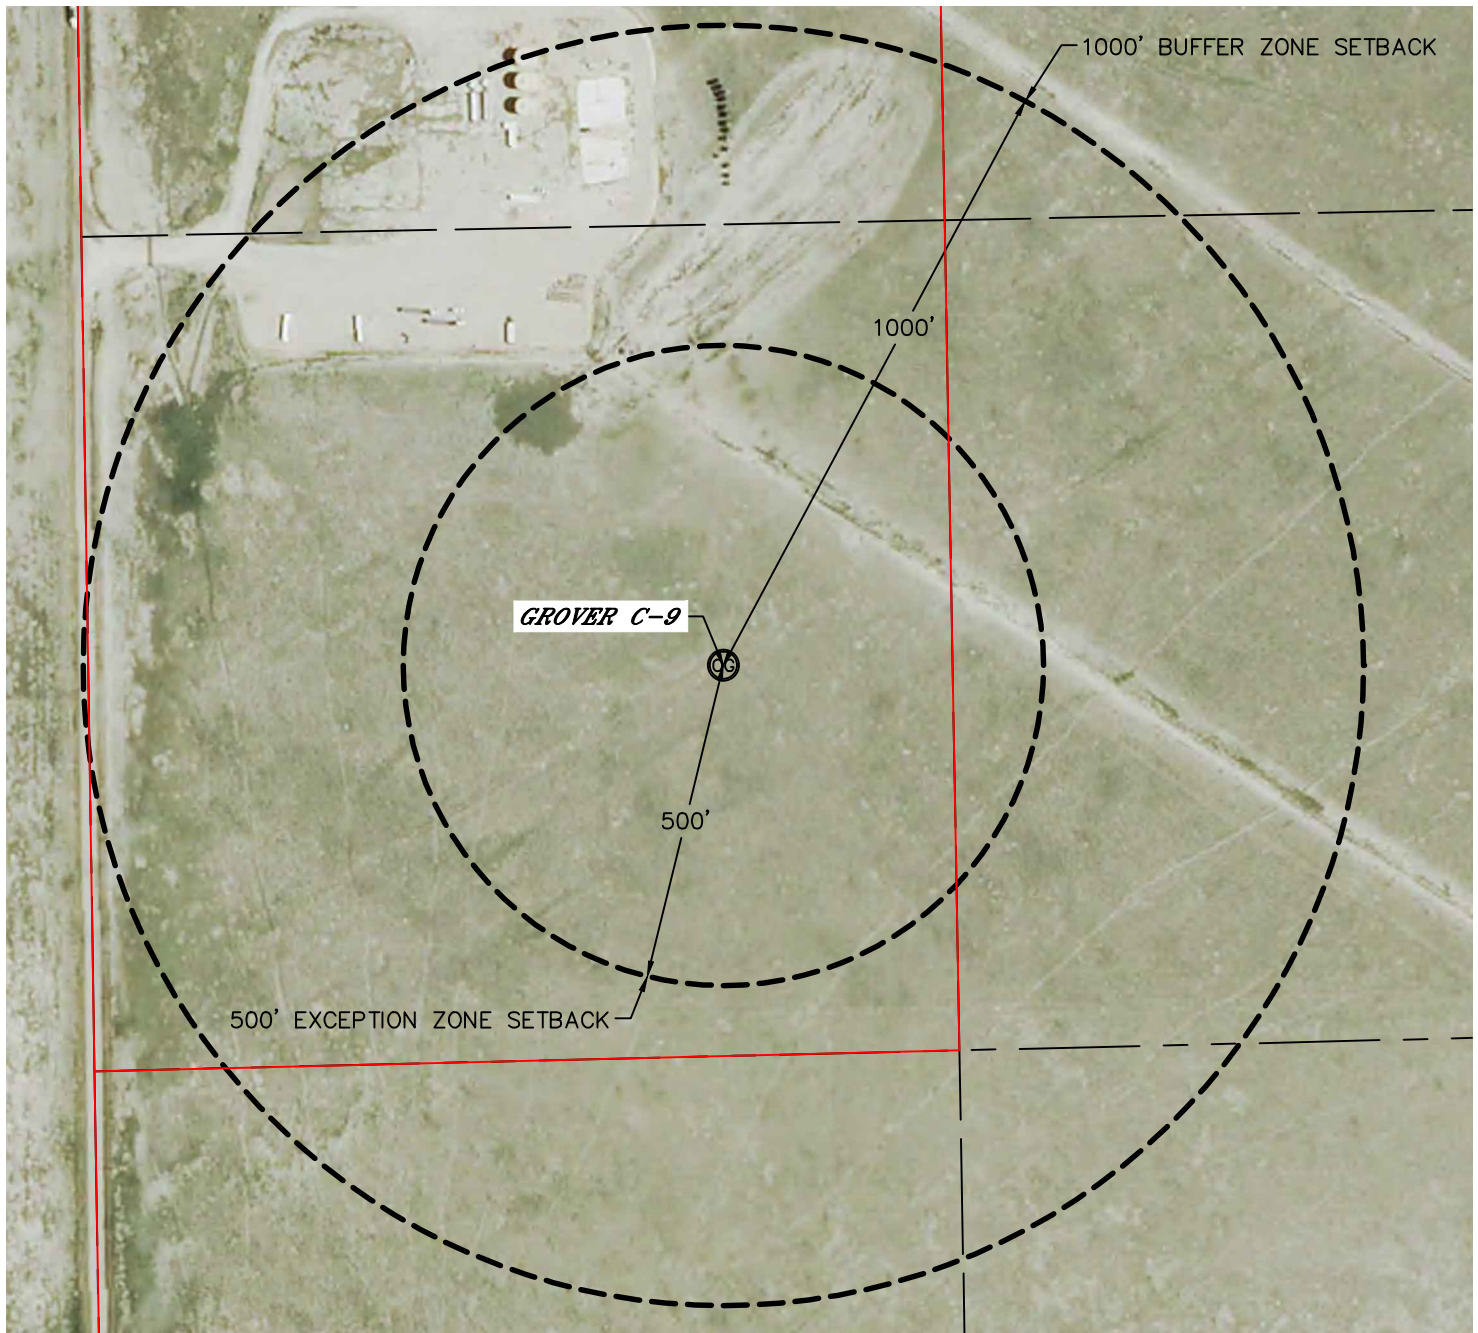 1000' BUFFER ZONE SETBACK
1000'
GROVER C-9
OG
500'
500' EXCEPTION ZONE SETBACK